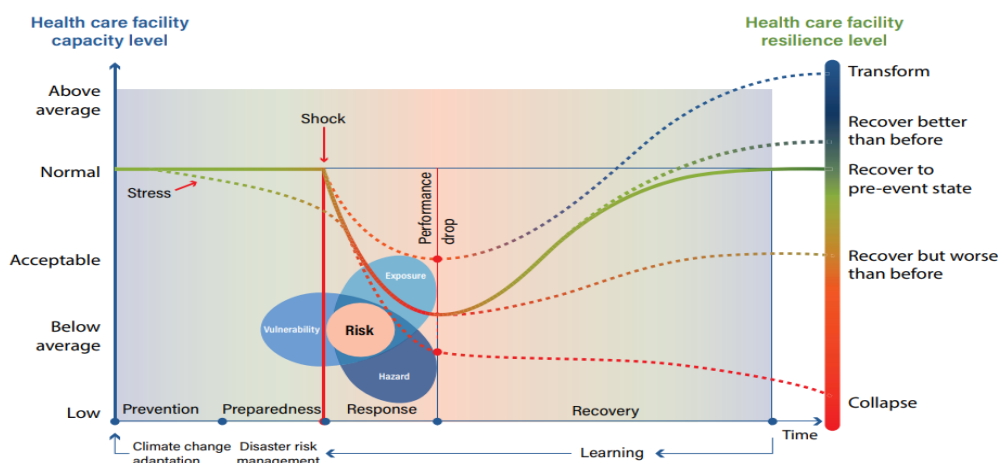 Health care facility
capacity level
Health care facility
resilience level
Above
average
Normal
Acceptable
Below
average
Low
Shock
Stress
Performance
drop
Exposure
Vulnerability
Risk
Hazard
Prevention
Preparedness
Response
Recovery
Time
Climate change
adaptation
Disaster risk
management
Learning
Transform
Recover better
than before
Recover to
pre-event state
Recover but worse
than before
Collapse